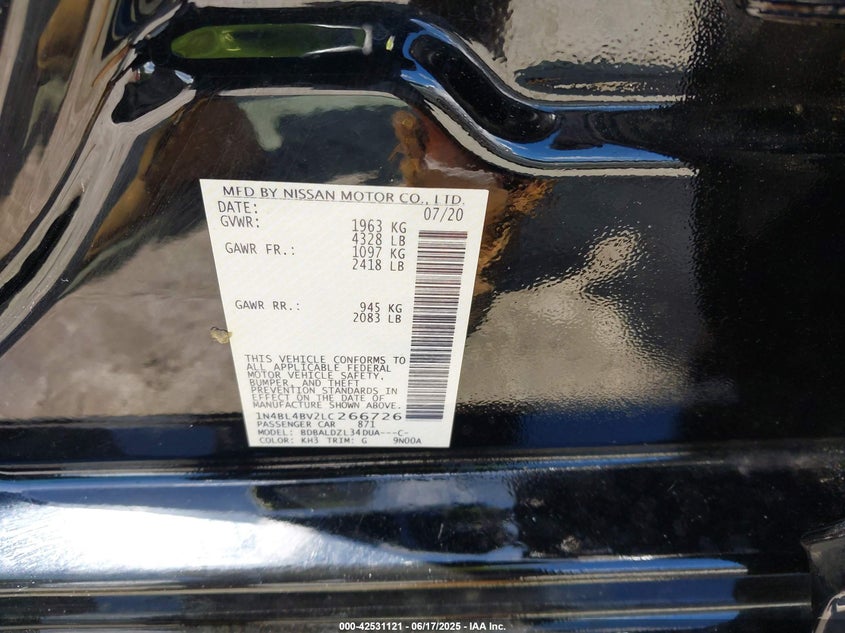 MFD BY NISSAN MOTOR CO., LTD.
DATE: 07/20
GVWR: 1963 KG
4328 LB
GAWR FR.: 1097 KG
2418 LB
GAWR RR.: 945 KG
2083 LB
THIS VEHICLE CONFORMS TO
ALL APPLICABLE FEDERAL
MOTOR VEHICLE SAFETY,
BUMPER, AND THEFT
PREVENTION STANDARDS IN
EFFECT ON THE DATE OF
MANUFACTURE SHOWN ABOVE.
1N4BL4BV2LC266726
PASSENGER CAR 871
MODEL: BDBALDZL34DUA---C-
COLOR: KH3 TRIM: G 9N00A
000-42531121 | 06/17/2025 - IAA Inc.